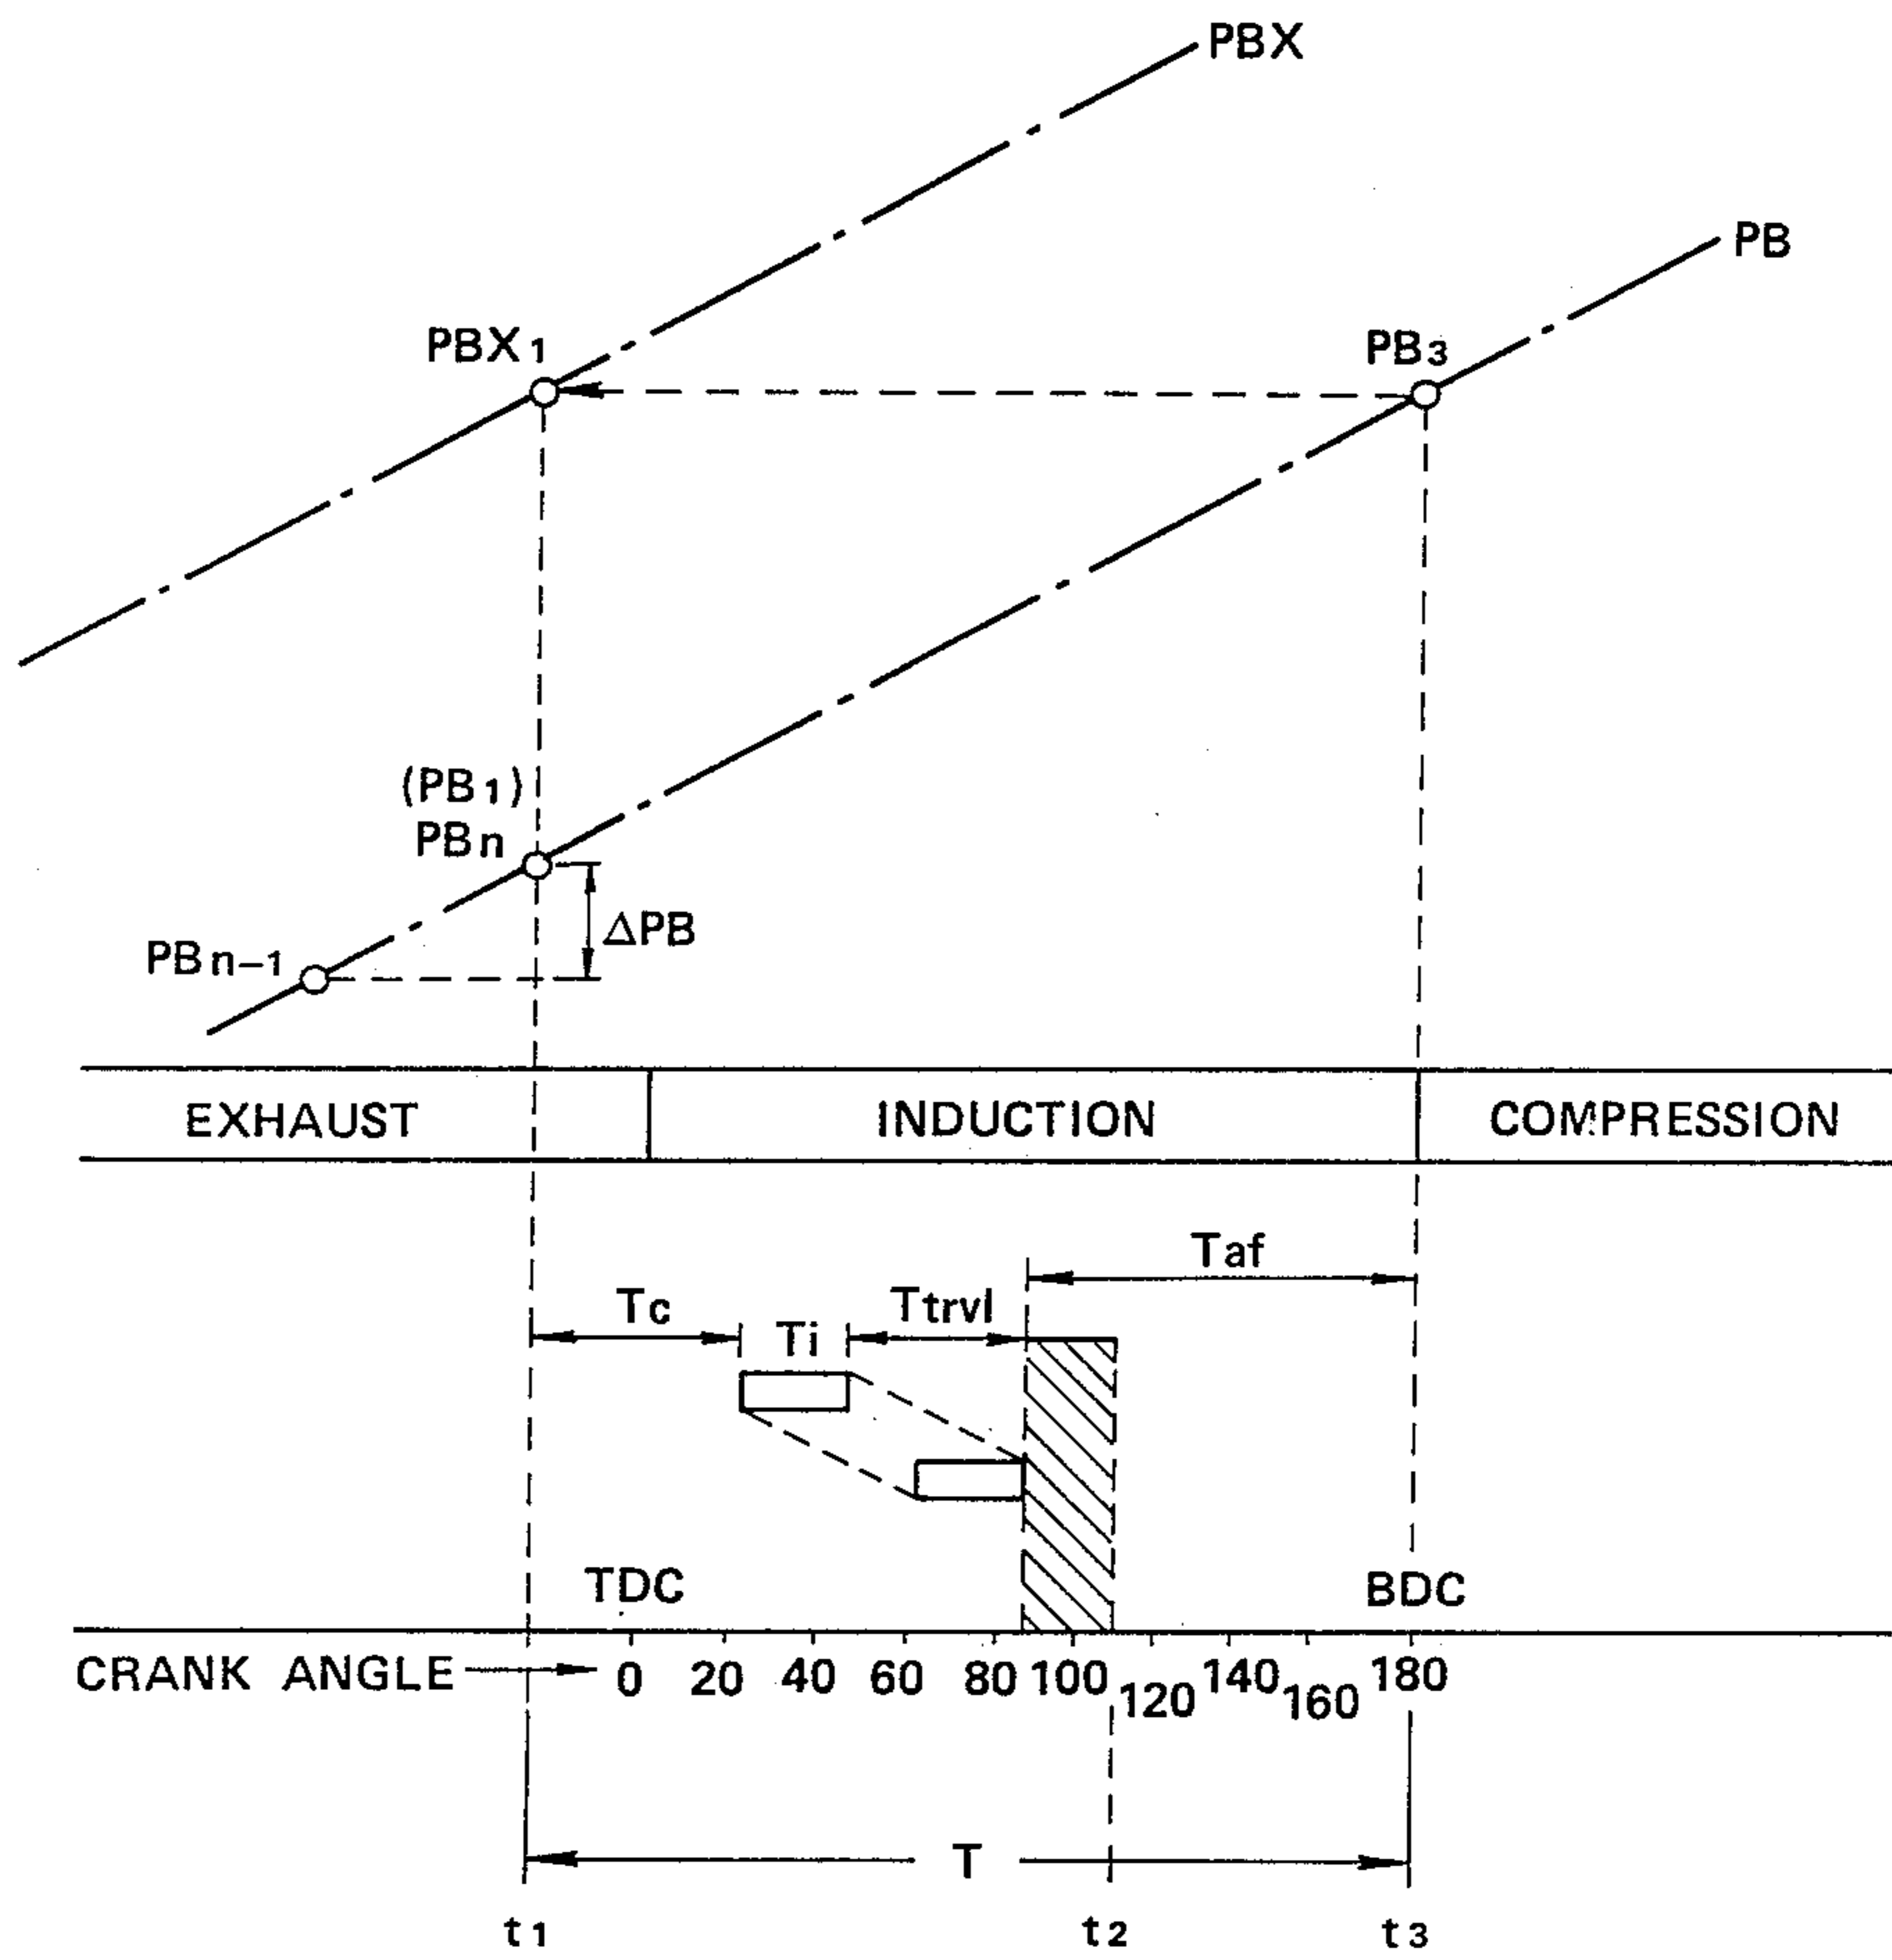 PBX
PB
PBX1
PB3
(PB1)
PBn
ΔPB
PBn-1
EXHAUST INDUCTION COMPRESSION
Taf
Tc Ti Ttrvl
TDC BDC
CRANK ANGLE 0 20 40 60 80 100 120 140 160 180
T
t1 t2 t3